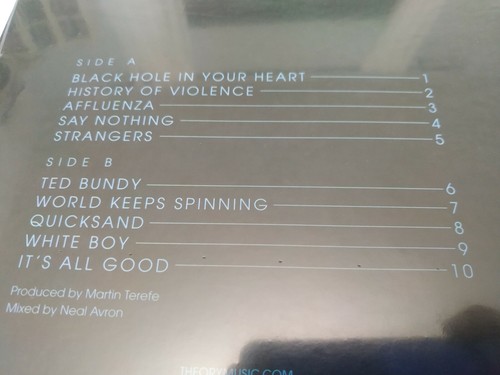 SIDE A
BLACK HOLE IN YOUR HEART 1
HISTORY OF VIOLENCE 2
AFFLUENZA 3
SAY NOTHING 4
STRANGERS 5
SIDE B
TED BUNDY 6
WORLD KEEPS SPINNING 7
QUICKSAND 8
WHITE BOY 9
IT'S ALL GOOD 10
Produced by Martin Terefe
Mixed by Neal Avron
THEORYMUSIC.COM